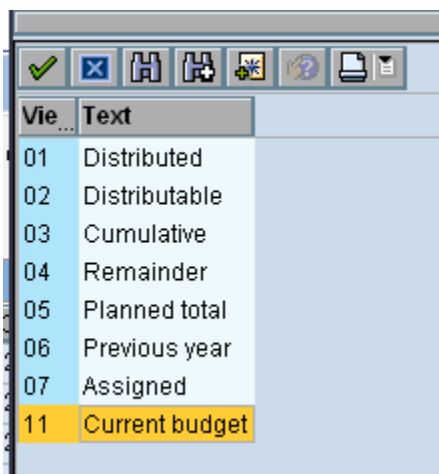 Vie... Text
01 Distributed
02 Distributable
03 Cumulative
04 Remainder
05 Planned total
06 Previous year
07 Assigned
11 Current budget